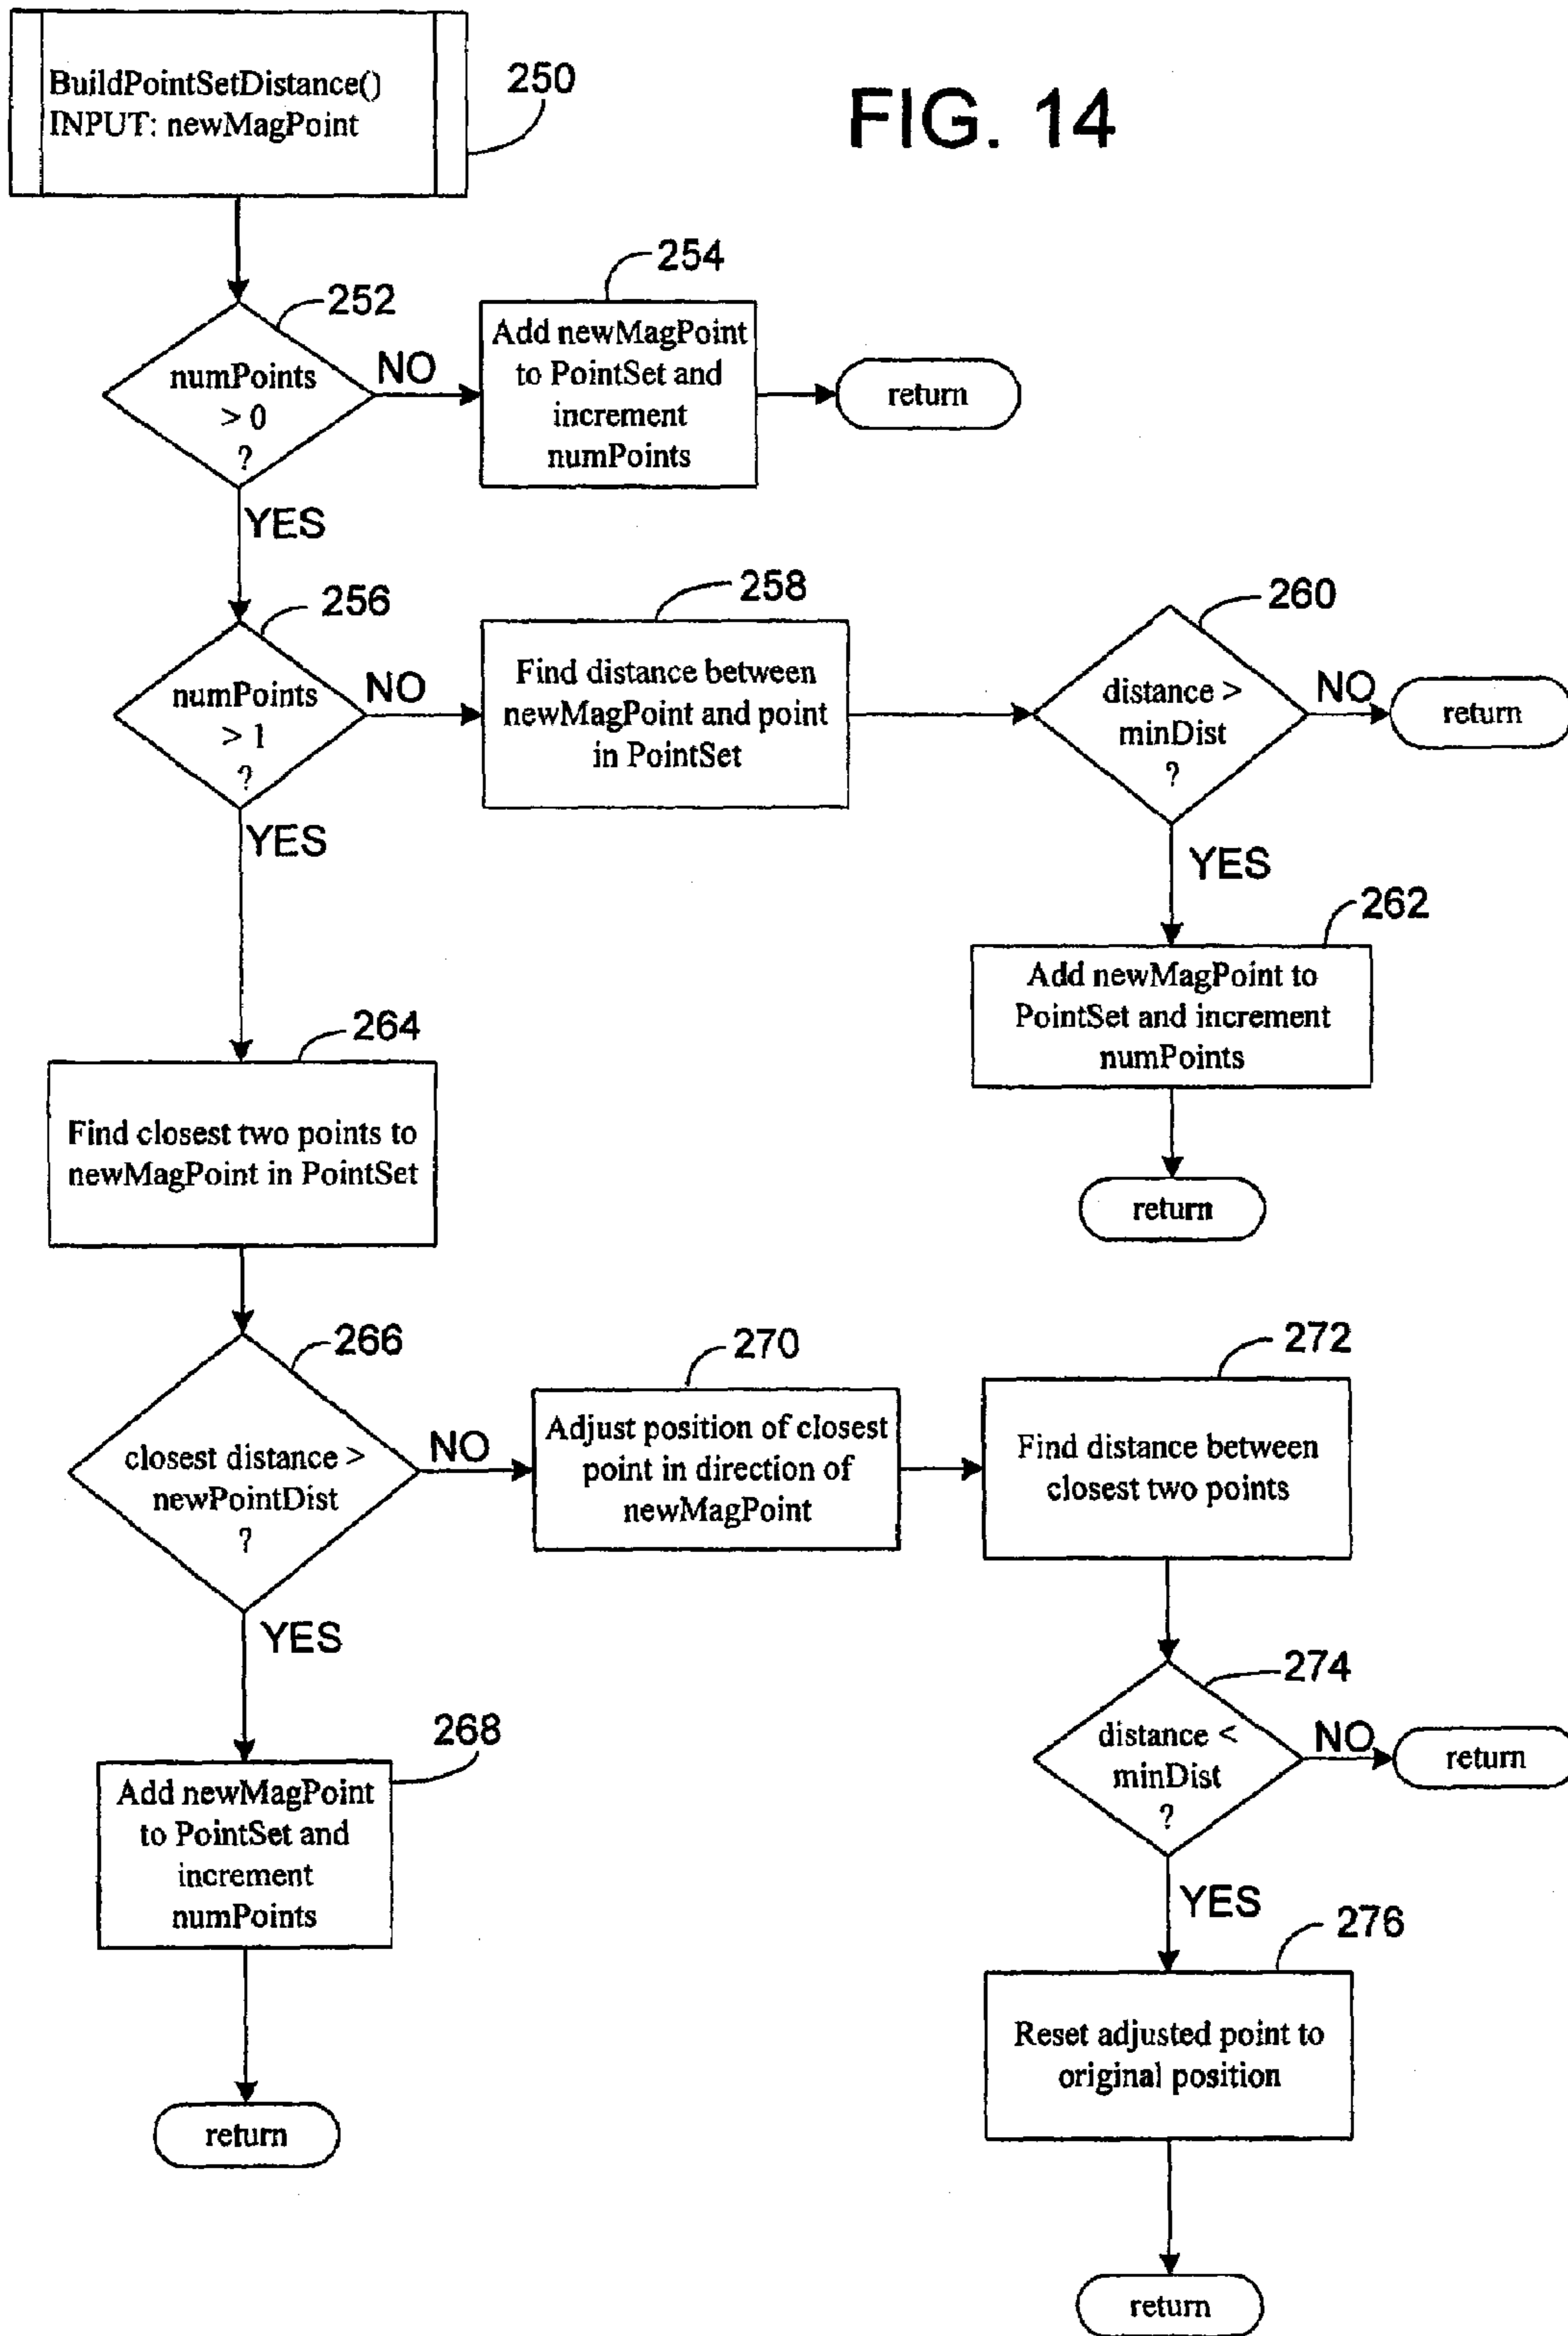 FIG. 14
BuildPointSetDistance()
INPUT: newMagPoint
250
252
numPoints
> 0
?
NO
254
Add newMagPoint
to PointSet and
increment
numPoints
return
YES
256
numPoints
> 1
?
NO
258
Find distance between
newMagPoint and point
in PointSet
260
distance >
minDist
?
NO
return
YES
262
Add newMagPoint to
PointSet and increment
numPoints
return
YES
264
Find closest two points to
newMagPoint in PointSet
266
closest distance >
newPointDist
?
NO
270
Adjust position of closest
point in direction of
newMagPoint
272
Find distance between
closest two points
274
distance <
minDist
?
NO
return
YES
276
Reset adjusted point to
original position
return
YES
268
Add newMagPoint
to PointSet and
increment
numPoints
return